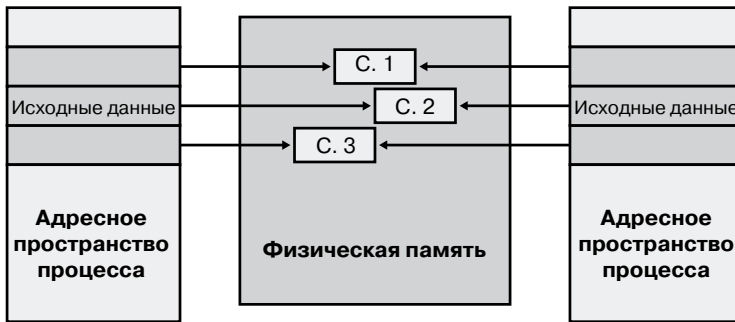 С. 1
Исходные данные
С. 2
Исходные данные
С. 3
Адресное
пространство
процесса
Физическая память
Адресное
пространство
процесса